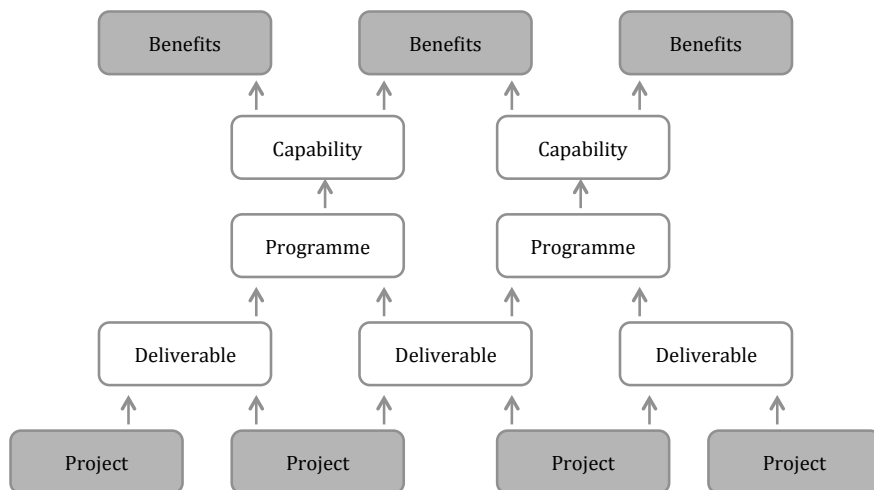 Benefits
Benefits
Benefits
Capability
Capability
Programme
Programme
Deliverable
Deliverable
Deliverable
Project
Project
Project
Project